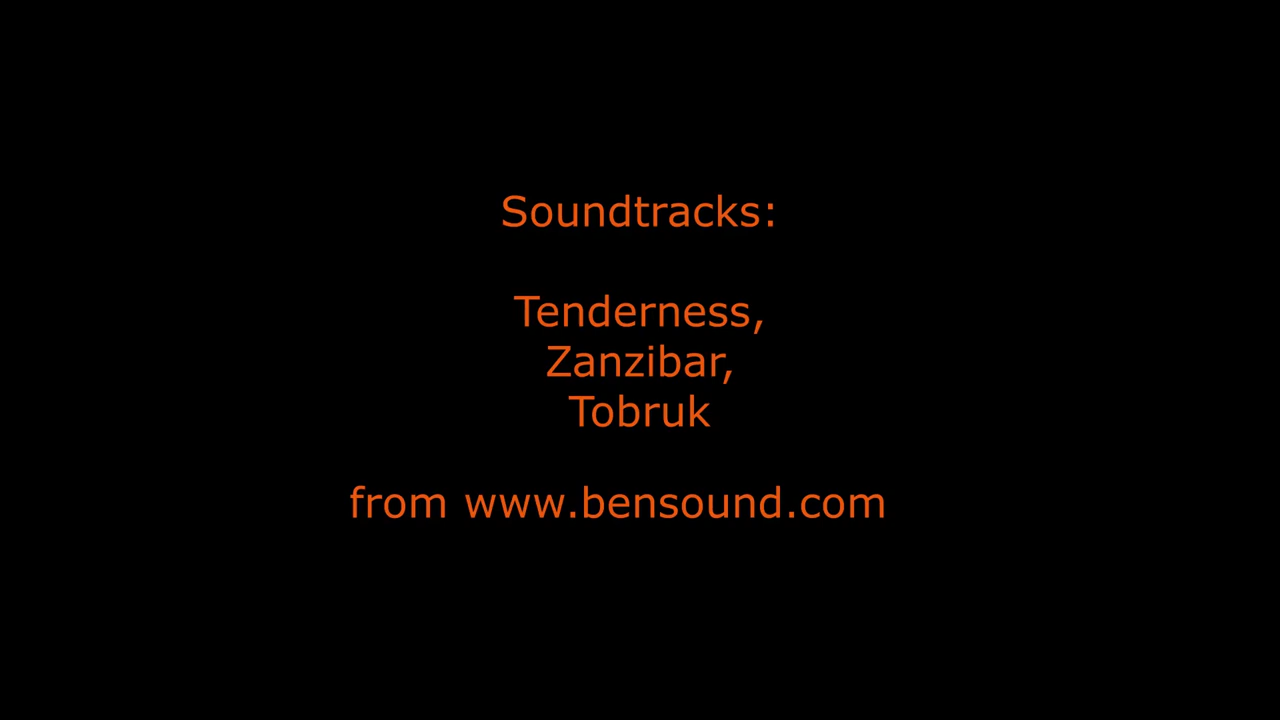 Soundtracks:
Tenderness,
Zanzibar,
Tobruk
from www.bensound.com